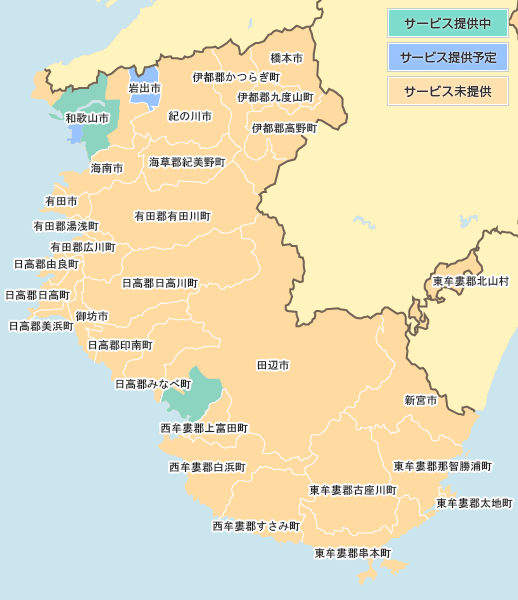 サービス提供中
サービス提供予定
サービス未提供
橋本市
伊都郡かつらぎ町
岩出市
伊都郡九度山町
和歌山市
紀の川市
伊都郡高野町
海南市
海草郡紀美野町
有田市
有田郡有田川町
有田郡湯浅町
有田郡広川町
日高郡由良町
日高郡日高川町
東牟婁郡北山村
日高郡日高町
御坊市
日高郡美浜町
日高郡印南町
田辺市
日高郡みなべ町
新宮市
西牟婁郡上富田町
西牟婁郡白浜町
東牟婁郡那智勝浦町
東牟婁郡古座川町
東牟婁郡太地町
西牟婁郡すさみ町
東牟婁郡串本町